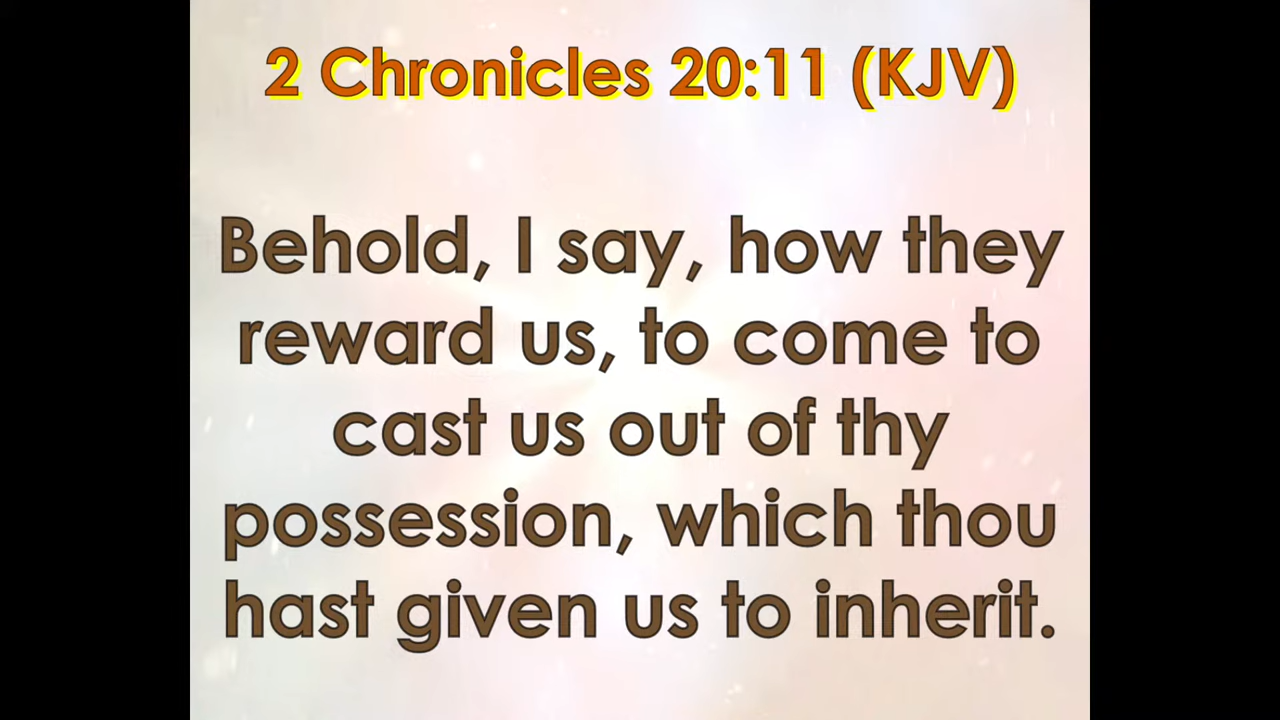 2 Chronicles 20:11 (KJV)
Behold, I say, how they
reward us, to come to
cast us out of thy
possession, which thou
hast given us to inherit.